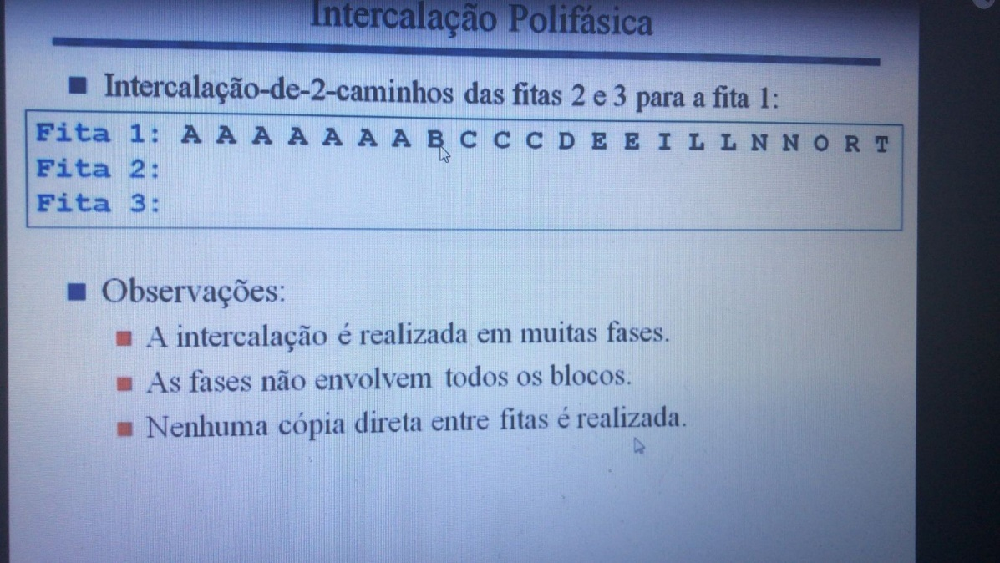 Intercalação Polifásica
Intercalação-de-2-caminhos das fitas 2 e 3 para a fita 1:
Fita 1: A A A A A A A B C C C D E E I L L N N O R T
Fita 2:
Fita 3:
Observações:
A intercalação é realizada em muitas fases.
As fases não envolvem todos os blocos.
Nenhuma cópia direta entre fitas é realizada.